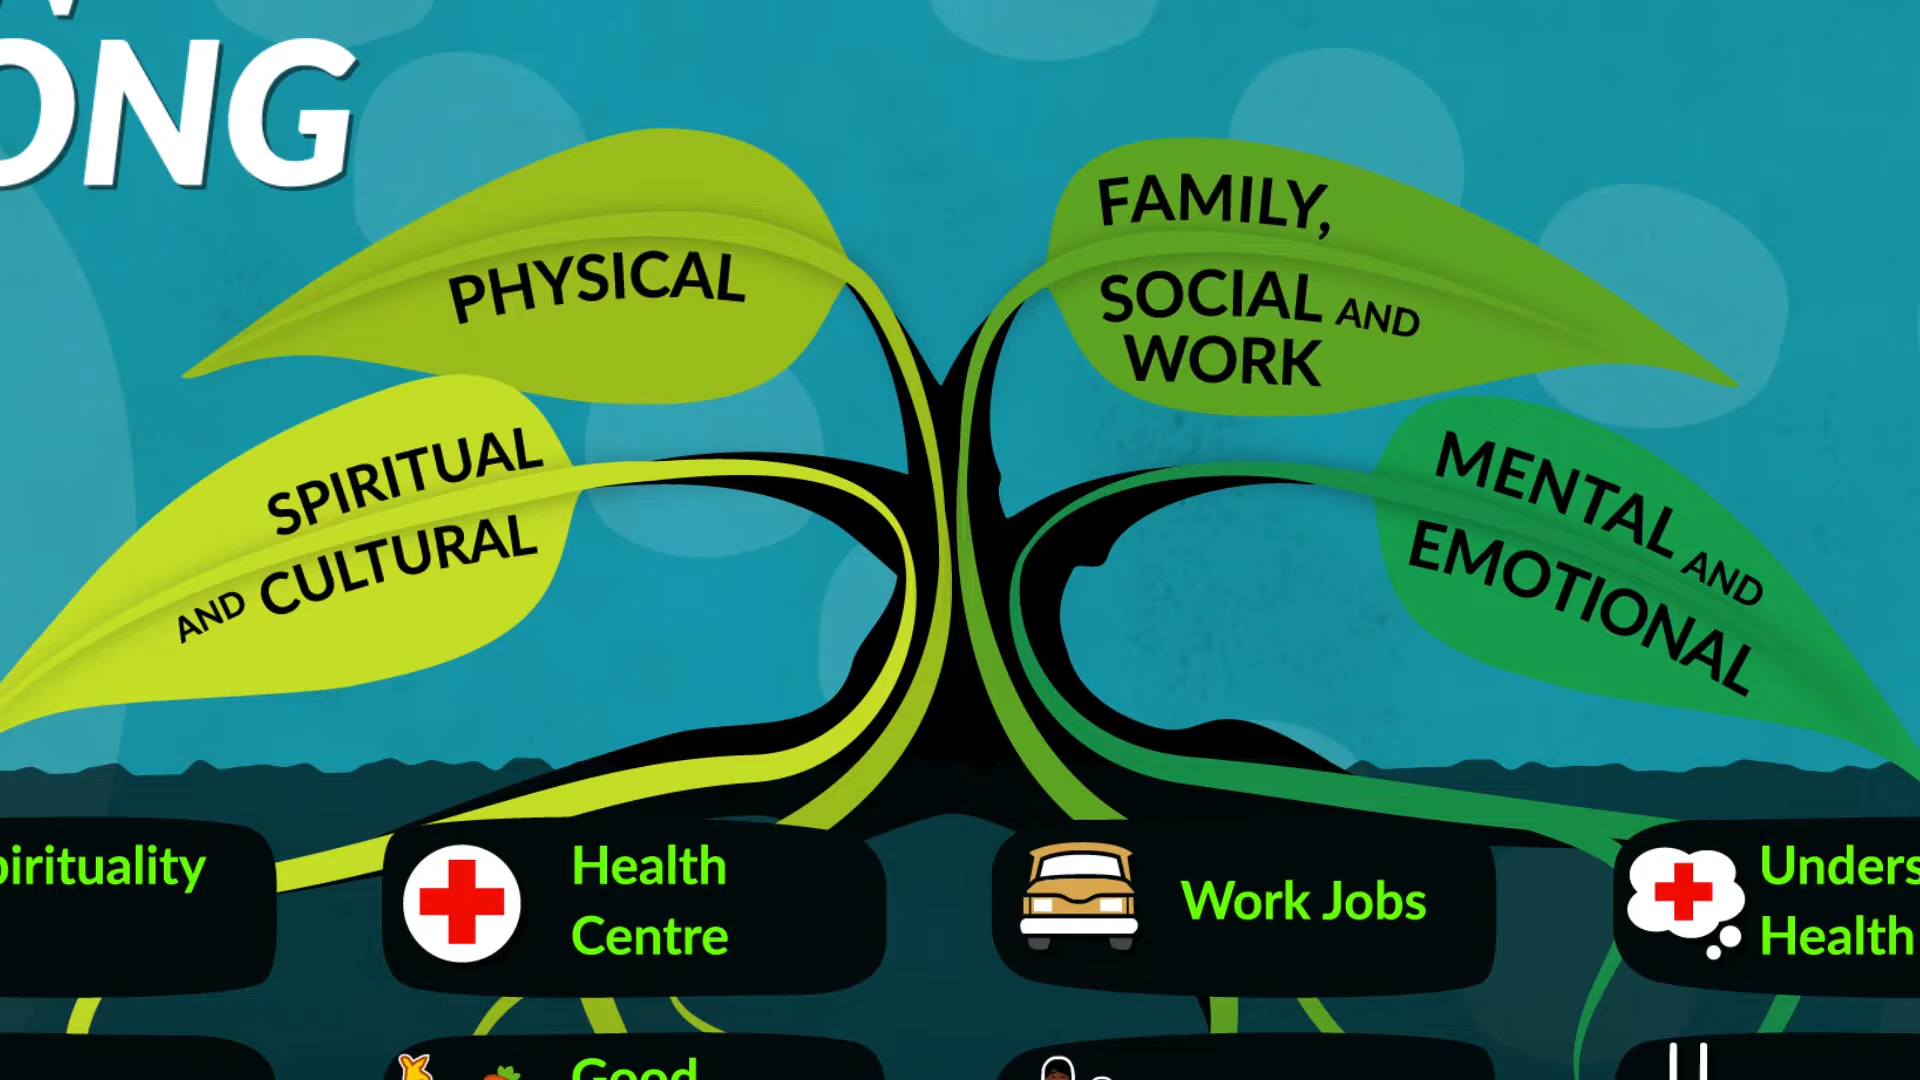 ONG
PHYSICAL
FAMILY,
SOCIAL AND
WORK
SPIRITUAL
AND CULTURAL
MENTAL AND
EMOTIONAL
pirituality
Health
Centre
Work Jobs
Unders
Health
Good